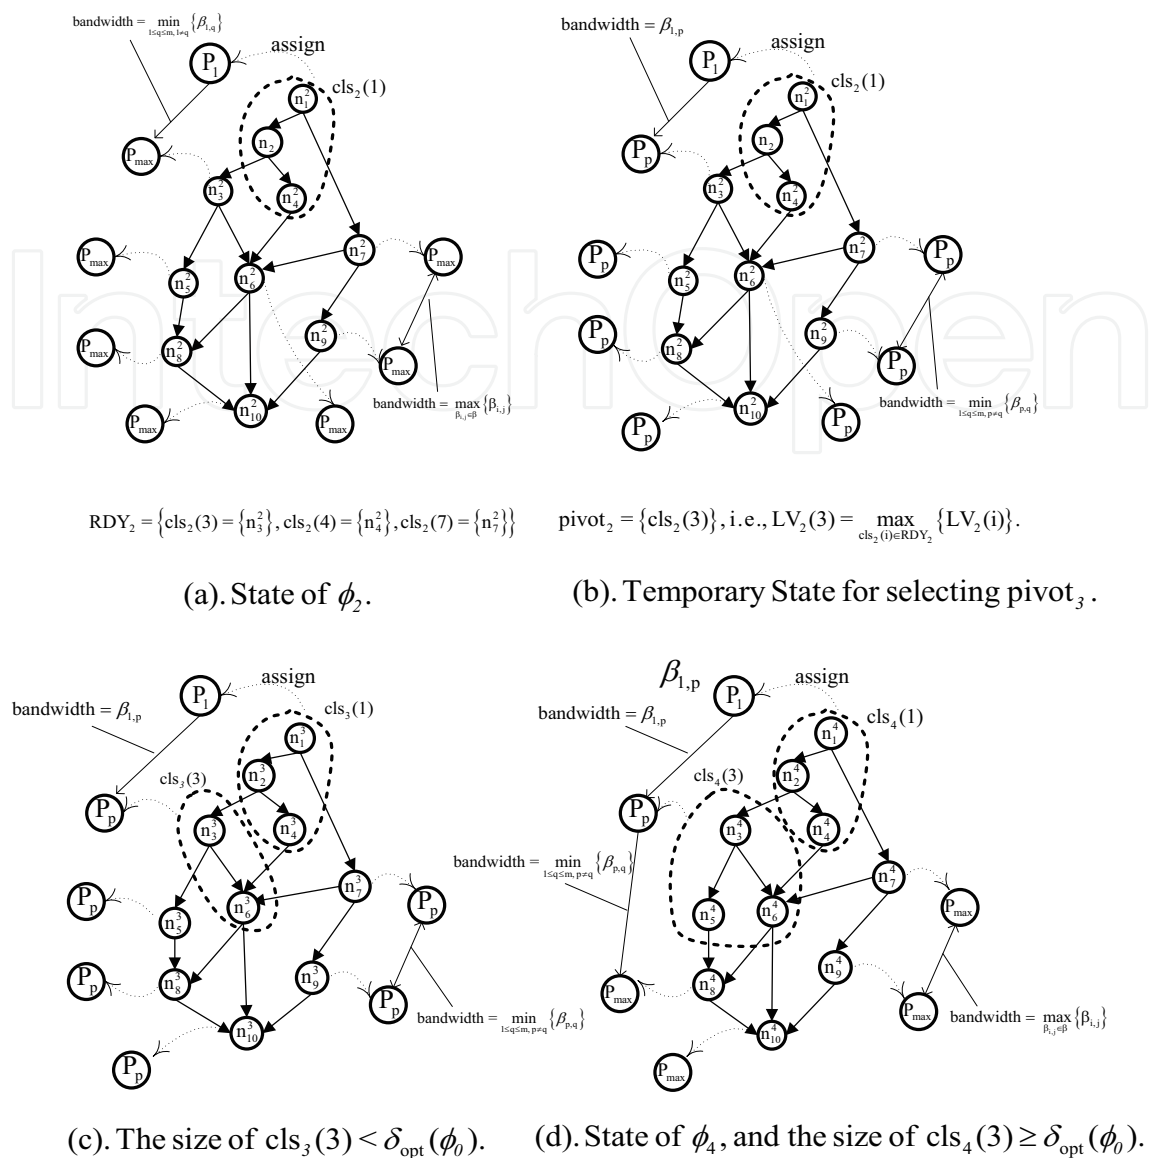 bandwidth = min_{1≤q≤m, 1≠q} {β_{1,q}}
assign
P_1
cls_2(1)
n_1^2
n_2
P_max
n_3^2
n_4^2
n_7^2
P_max
P_max
n_5^2
n_6^2
n_9^2
P_max
n_8^2
P_max
bandwidth = max_{β_{i,j}∈β} {β_{i,j}}
n_10^2
P_max
P_max
RDY_2 = {cls_2(3) = {n_3^2}, cls_2(4) = {n_4^2}, cls_2(7) = {n_7^2}}
(a). State of ϕ_2.
bandwidth = β_{1,p}
assign
P_1
cls_2(1)
n_1^2
n_2
P_p
n_3^2
n_4^2
n_7^2
P_p
P_p
n_5^2
n_6^2
n_9^2
P_p
n_8^2
P_p
bandwidth = min_{1≤q≤m, p≠q} {β_{p,q}}
n_10^2
P_p
P_p
pivot_2 = {cls_2(3)}, i.e., LV_2(3) = max_{cls_2(i)∈RDY_2} {LV_2(i)}.
(b). Temporary State for selecting pivot_3.
IntechOpen
assign
P_1
bandwidth = β_{1,p}
cls_3(1)
n_1^3
cls_3(3)
n_2^3
P_p
n_3^3
n_4^3
n_7^3
P_p
P_p
n_5^3
n_6^3
n_9^3
P_p
n_8^3
P_p
bandwidth = min_{1≤q≤m, p≠q} {β_{p,q}}
n_10^3
P_p
(c). The size of cls_3(3) < δ_opt(ϕ_0).
β_{1,p}
assign
P_1
bandwidth = β_{1,p}
cls_4(1)
n_1^4
cls_4(3)
n_2^4
P_p
n_3^4
n_4^4
bandwidth = min_{1≤q≤m, p≠q} {β_{p,q}}
n_7^4
P_max
n_5^4
n_6^4
n_9^4
P_max
n_8^4
P_max
bandwidth = max_{β_{i,j}∈β} {β_{i,j}}
n_10^4
P_max
(d). State of ϕ_4, and the size of cls_4(3) ≥ δ_opt(ϕ_0).